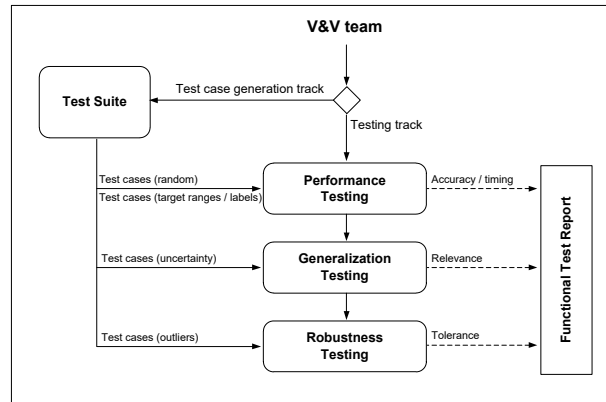 V&V team
Test case generation track
Test Suite
Testing track
Test cases (random)
Test cases (target ranges / labels)
Performance
Testing
Accuracy / timing
Test cases (uncertainty)
Generalization
Testing
Relevance
Test cases (outliers)
Robustness
Testing
Tolerance
Functional Test Report